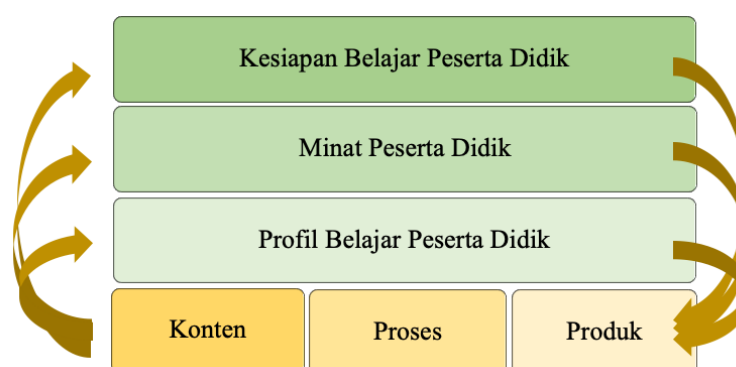 Kesiapan Belajar Peserta Didik
Minat Peserta Didik
Profil Belajar Peserta Didik
Konten
Proses
Produk